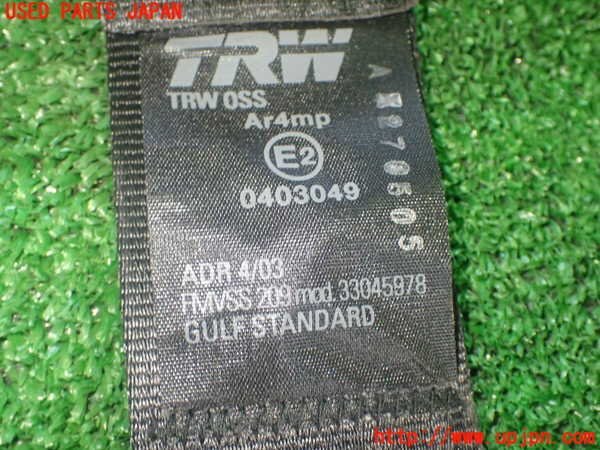 USED PARTS JAPAN
TRW
TRW OSS
Ar4mp
E2
0403049
ADR 4/03
FMVSS 209 mod. 33045978
GULF STANDARD
A
270505
http://www.upjpn.com/